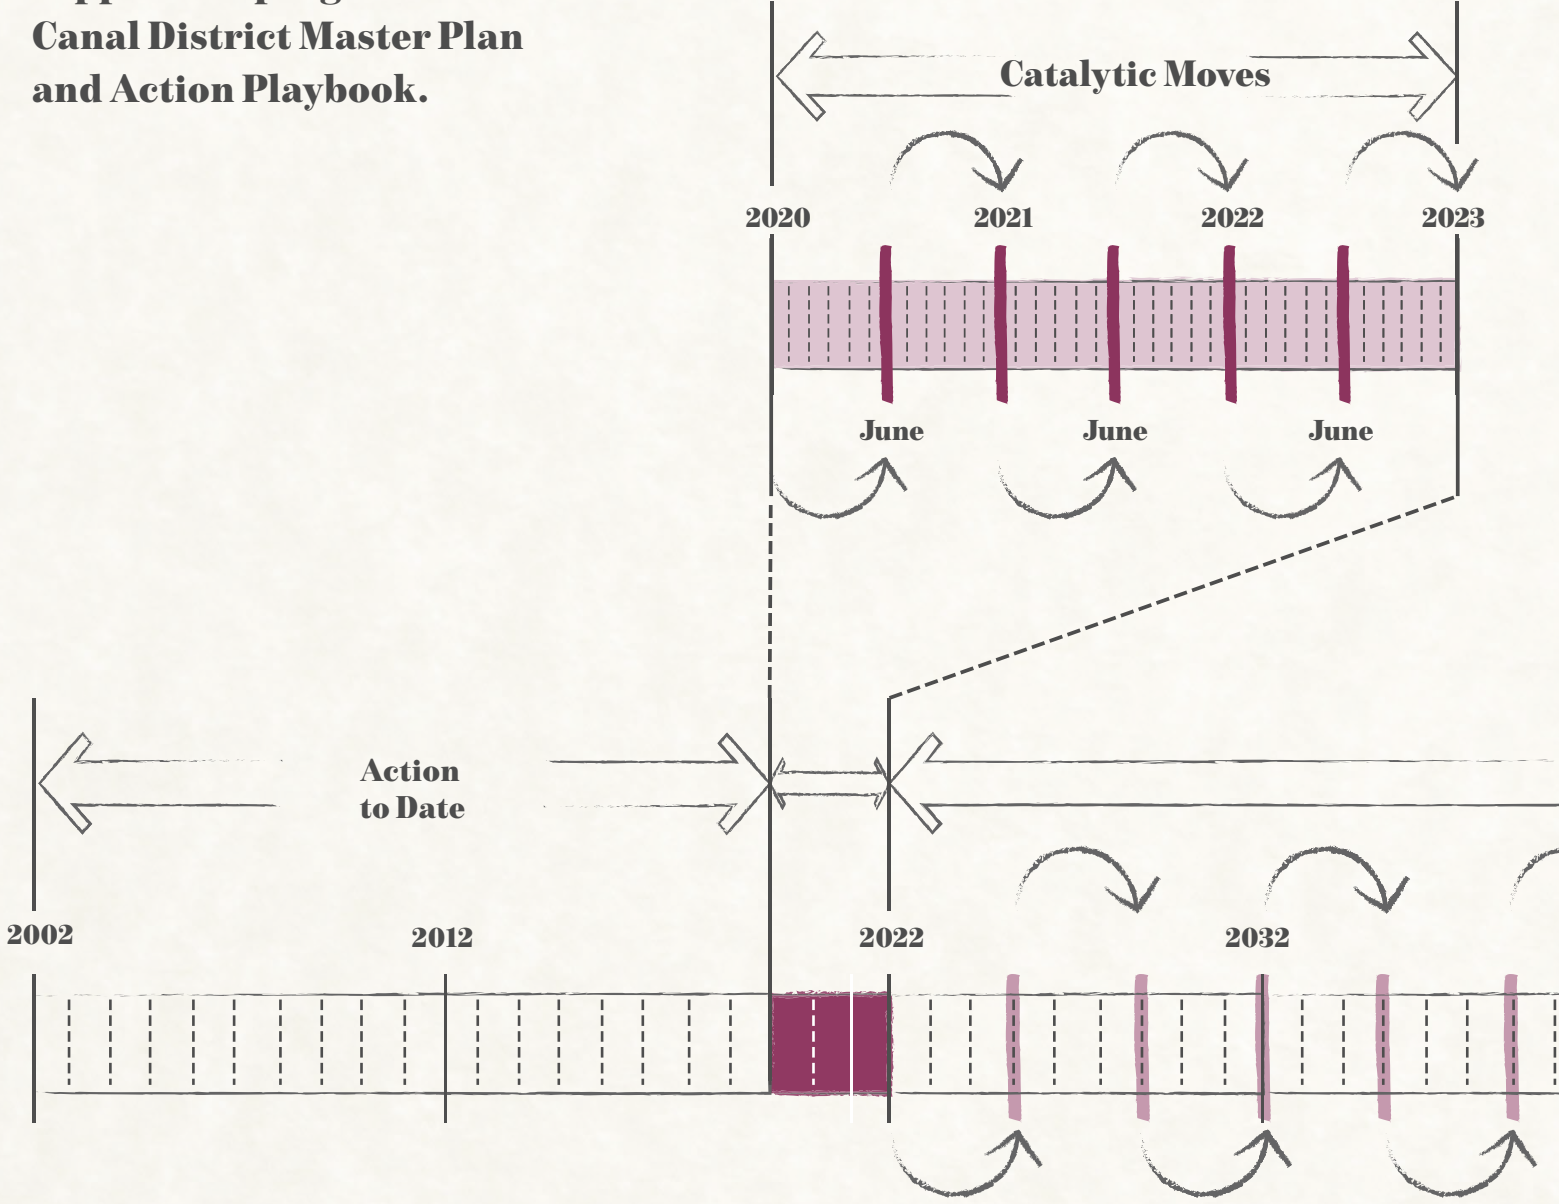 Canal District Master Plan
and Action Playbook.
Catalytic Moves
2020 2021 2022 2023
June June June
Action
to Date
2002 2012 2022 2032